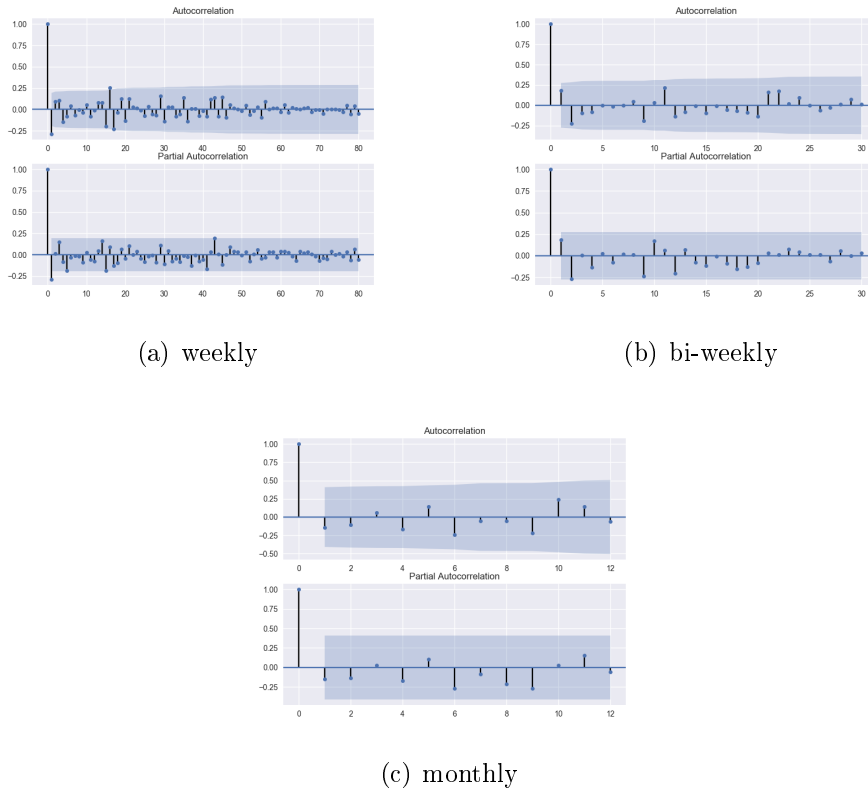 Autocorrelation
1.00
0.75
0.50
0.25
0.00
−0.25
0 10 20 30 40 50 60 70 80
Partial Autocorrelation
1.00
0.75
0.50
0.25
0.00
−0.25
0 10 20 30 40 50 60 70 80
(a) weekly
Autocorrelation
1.00
0.75
0.50
0.25
0.00
−0.25
0 5 10 15 20 25 30
Partial Autocorrelation
1.00
0.75
0.50
0.25
0.00
−0.25
0 5 10 15 20 25 30
(b) bi-weekly
Autocorrelation
1.00
0.75
0.50
0.25
0.00
−0.25
−0.50
0 2 4 6 8 10 12
Partial Autocorrelation
1.00
0.75
0.50
0.25
0.00
−0.25
0 2 4 6 8 10 12
(c) monthly